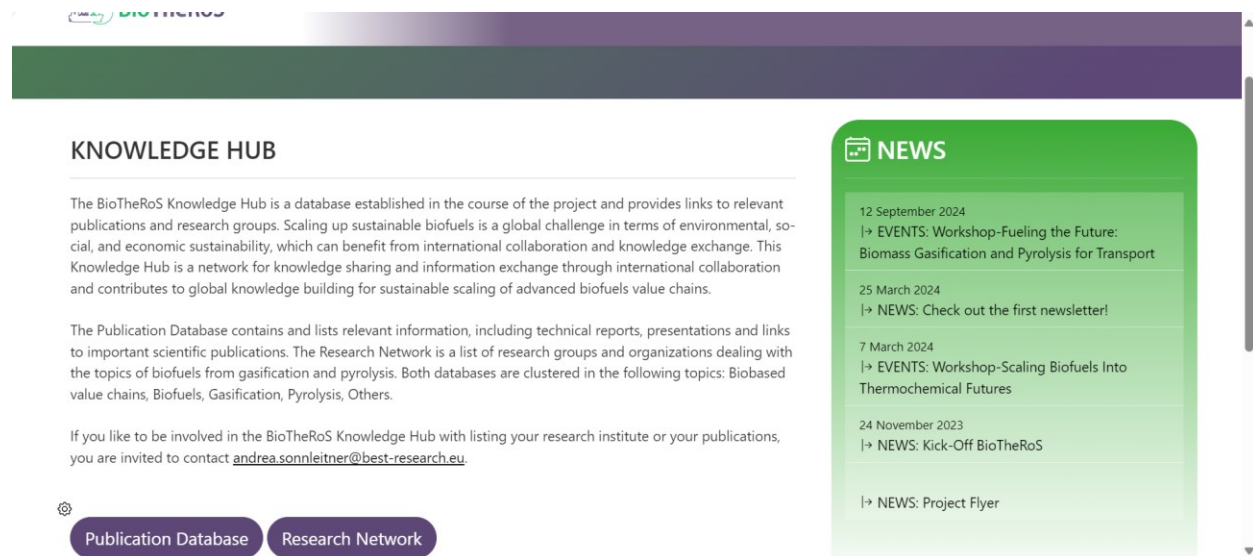 BioTheRoS
KNOWLEDGE HUB
The BioTheRoS Knowledge Hub is a database established in the course of the project and provides links to relevant
publications and research groups. Scaling up sustainable biofuels is a global challenge in terms of environmental, so-
cial, and economic sustainability, which can benefit from international collaboration and knowledge exchange. This
Knowledge Hub is a network for knowledge sharing and information exchange through international collaboration
and contributes to global knowledge building for sustainable scaling of advanced biofuels value chains.
The Publication Database contains and lists relevant information, including technical reports, presentations and links
to important scientific publications. The Research Network is a list of research groups and organizations dealing with
the topics of biofuels from gasification and pyrolysis. Both databases are clustered in the following topics: Biobased
value chains, Biofuels, Gasification, Pyrolysis, Others.
If you like to be involved in the BioTheRoS Knowledge Hub with listing your research institute or your publications,
you are invited to contact andrea.sonnleitner@best-research.eu.
Publication Database
Research Network
NEWS
12 September 2024
|→ EVENTS: Workshop-Fueling the Future:
Biomass Gasification and Pyrolysis for Transport
25 March 2024
|→ NEWS: Check out the first newsletter!
7 March 2024
|→ EVENTS: Workshop-Scaling Biofuels Into
Thermochemical Futures
24 November 2023
|→ NEWS: Kick-Off BioTheRoS
|→ NEWS: Project Flyer